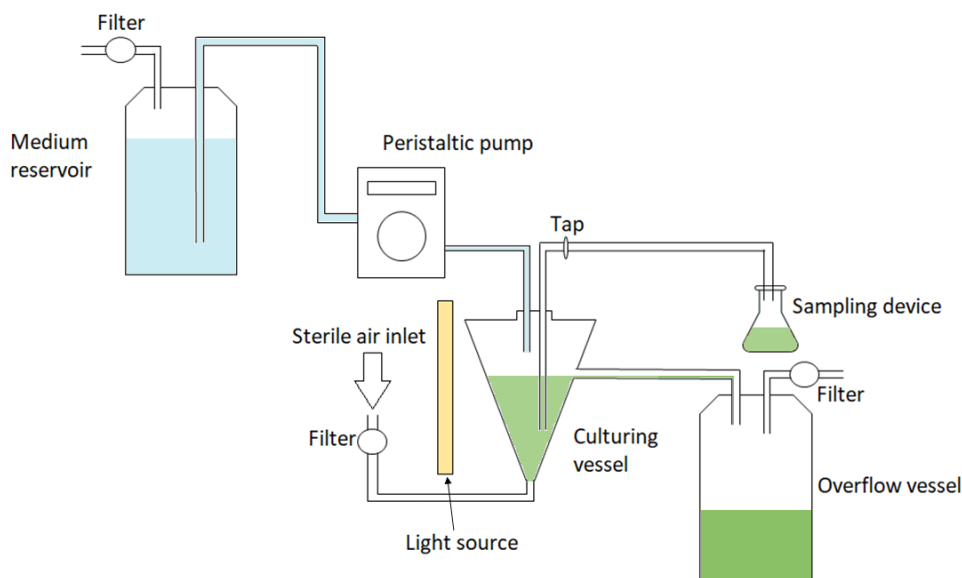 Filter
Medium
reservoir
Peristaltic pump
Tap
Sampling device
Sterile air inlet
Filter
Filter
Culturing
vessel
Overflow vessel
Light source